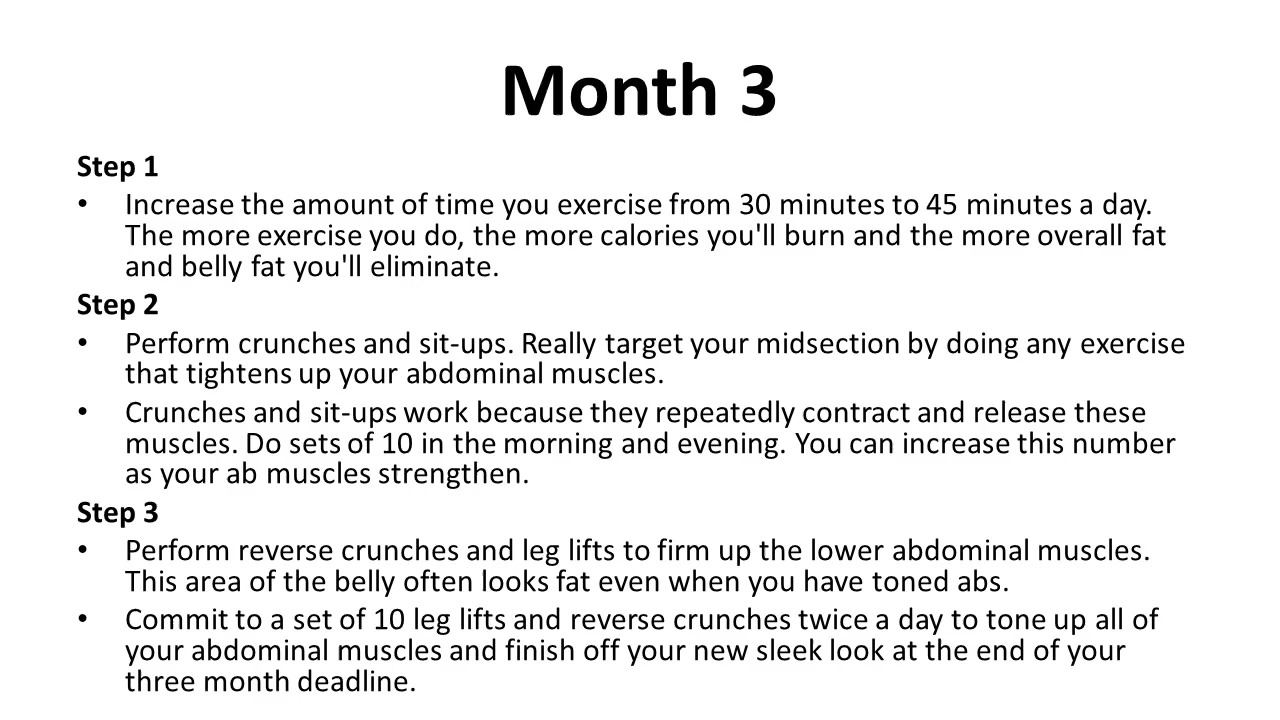 Month 3
Step 1
• Increase the amount of time you exercise from 30 minutes to 45 minutes a day.
The more exercise you do, the more calories you'll burn and the more overall fat
and belly fat you'll eliminate.
Step 2
• Perform crunches and sit-ups. Really target your midsection by doing any exercise
that tightens up your abdominal muscles.
• Crunches and sit-ups work because they repeatedly contract and release these
muscles. Do sets of 10 in the morning and evening. You can increase this number
as your ab muscles strengthen.
Step 3
• Perform reverse crunches and leg lifts to firm up the lower abdominal muscles.
This area of the belly often looks fat even when you have toned abs.
• Commit to a set of 10 leg lifts and reverse crunches twice a day to tone up all of
your abdominal muscles and finish off your new sleek look at the end of your
three month deadline.